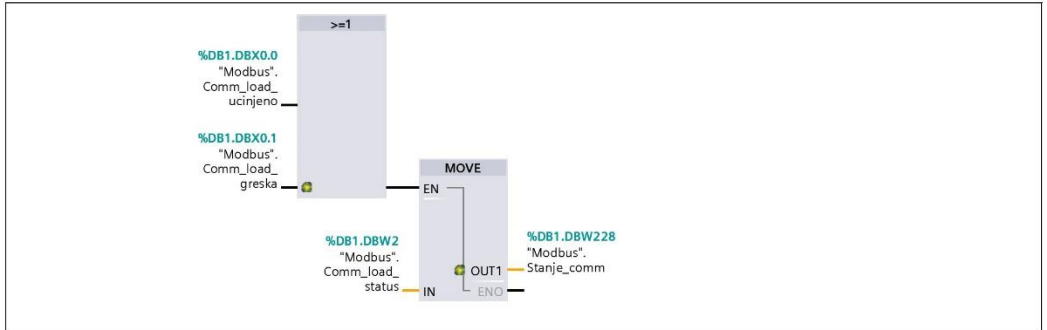 >=1
%DB1.DBX0.0
"Modbus".
Comm_load_
ucinjeno
%DB1.DBX0.1
"Modbus".
Comm_load_
greska
MOVE
EN
%DB1.DBW2
"Modbus".
Comm_load_
status
IN
OUT1
ENO
%DB1.DBW228
"Modbus".
Stanje_comm